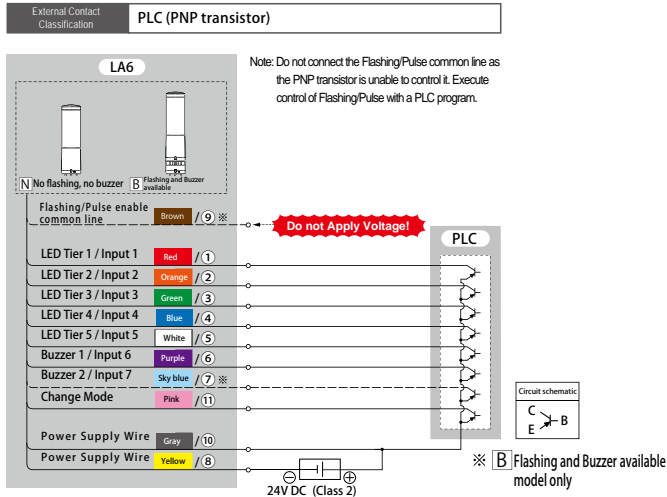 External Contact
Classification
PLC (PNP transistor)
LA6
Note: Do not connect the Flashing/Pulse common line as
the PNP transistor is unable to control it. Execute
control of Flashing/Pulse with a PLC program.
N No flashing, no buzzer
B Flashing and Buzzer
available
Flashing/Pulse enable
common line
Brown / ⑨ ※
Do not Apply Voltage!
PLC
LED Tier 1 / Input 1 Red / ①
LED Tier 2 / Input 2 Orange / ②
LED Tier 3 / Input 3 Green / ③
LED Tier 4 / Input 4 Blue / ④
LED Tier 5 / Input 5 White / ⑤
Buzzer 1 / Input 6 Purple / ⑥
Buzzer 2 / Input 7 Sky blue / ⑦ ※
Change Mode Pink / ⑪
Circuit schematic
C
B
E
Power Supply Wire Gray / ⑩
Power Supply Wire Yellow / ⑧
※ B Flashing and Buzzer available
model only
⊖ ⊕
24V DC (Class 2)